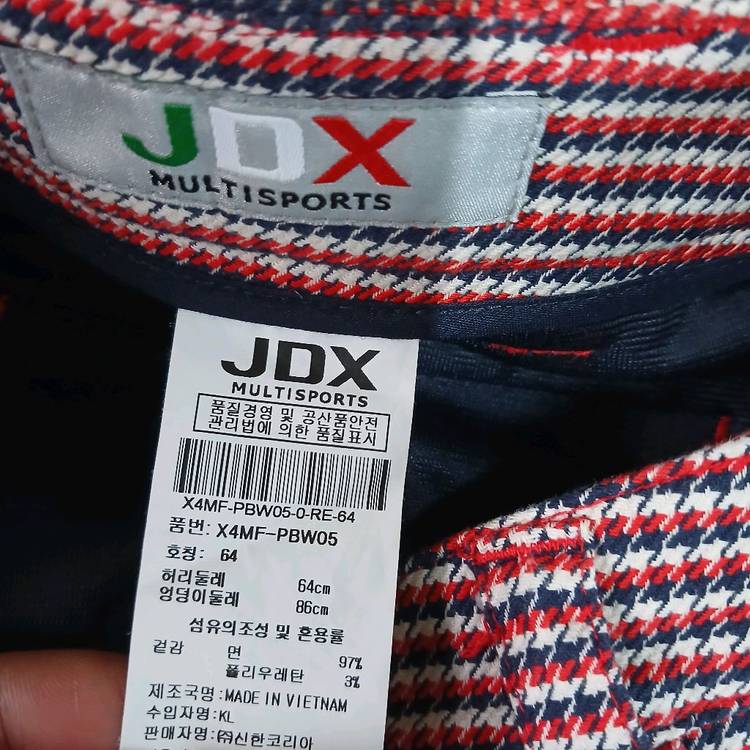 JDX
MULTISPORTS
JDX
MULTISPORTS
품질경영 및 공산품안전
관리법에 의한 품질표시
X4MF-PBW05-0-RE-64
품번: X4MF-PBW05
호칭: 64
허리둘레 64cm
엉덩이둘레 86cm
섬유의조성 및 혼용률
겉감 면 97%
폴리우레탄 3%
제조국명:MADE IN VIETNAM
수입자명:KL
판매자명:㈜신한코리아